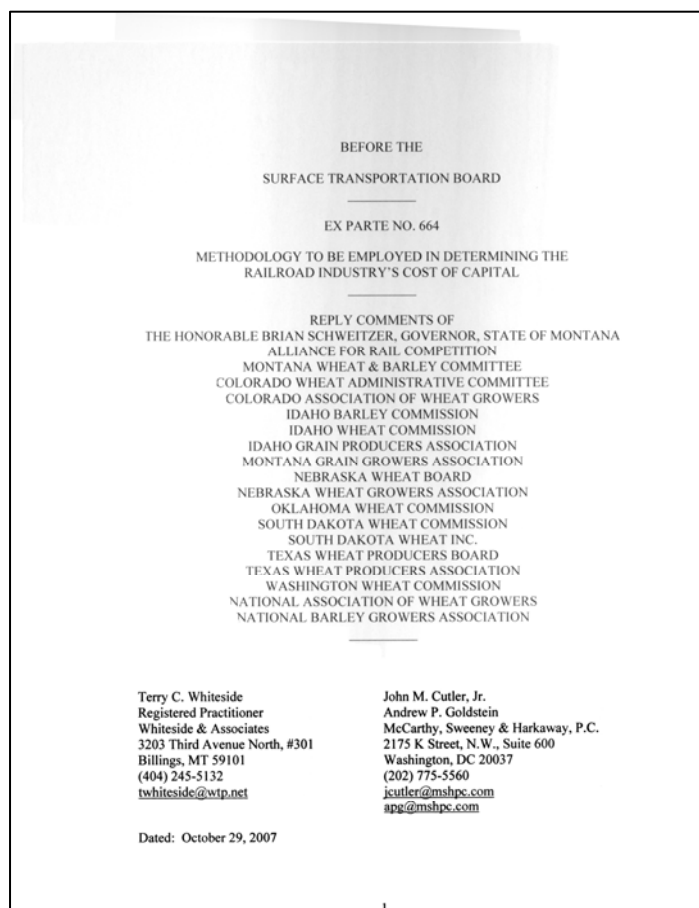 BEFORE THE
SURFACE TRANSPORTATION BOARD
EX PARTE NO. 664
METHODOLOGY TO BE EMPLOYED IN DETERMINING THE
RAILROAD INDUSTRY'S COST OF CAPITAL
REPLY COMMENTS OF
THE HONORABLE BRIAN SCHWEITZER, GOVERNOR, STATE OF MONTANA
ALLIANCE FOR RAIL COMPETITION
MONTANA WHEAT & BARLEY COMMITTEE
COLORADO WHEAT ADMINISTRATIVE COMMITTEE
COLORADO ASSOCIATION OF WHEAT GROWERS
IDAHO BARLEY COMMISSION
IDAHO WHEAT COMMISSION
IDAHO GRAIN PRODUCERS ASSOCIATION
MONTANA GRAIN GROWERS ASSOCIATION
NEBRASKA WHEAT BOARD
NEBRASKA WHEAT GROWERS ASSOCIATION
OKLAHOMA WHEAT COMMISSION
SOUTH DAKOTA WHEAT COMMISSION
SOUTH DAKOTA WHEAT INC.
TEXAS WHEAT PRODUCERS BOARD
TEXAS WHEAT PRODUCERS ASSOCIATION
WASHINGTON WHEAT COMMISSION
NATIONAL ASSOCIATION OF WHEAT GROWERS
NATIONAL BARLEY GROWERS ASSOCIATION
Terry C. Whiteside
Registered Practitioner
Whiteside & Associates
3203 Third Avenue North, #301
Billings, MT 59101
(404) 245-5132
twhiteside@wtp.net
John M. Cutler, Jr.
Andrew P. Goldstein
McCarthy, Sweeney & Harkaway, P.C.
2175 K Street, N.W., Suite 600
Washington, DC 20037
(202) 775-5560
jcutler@mshpc.com
apg@mshpc.com
Dated: October 29, 2007
1